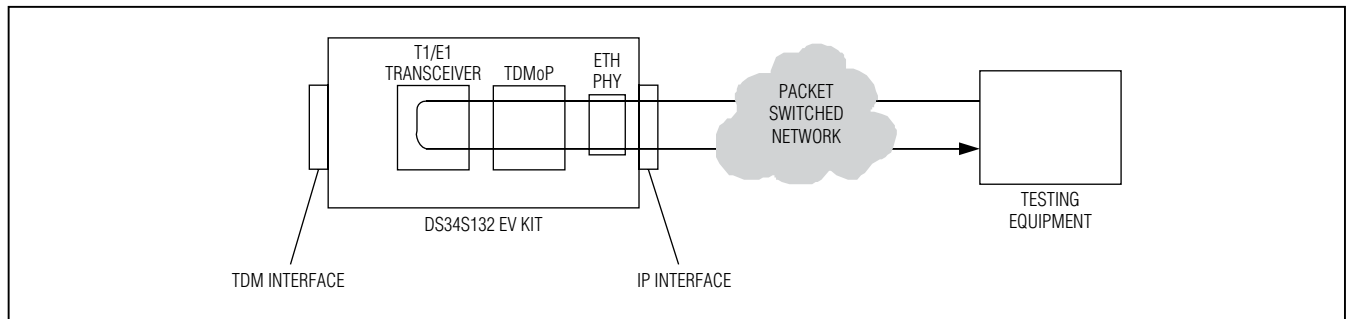 T1/E1
TRANSCEIVER
TDMoP
ETH
PHY
PACKET
SWITCHED
NETWORK
TESTING
EQUIPMENT
DS34S132 EV KIT
TDM INTERFACE
IP INTERFACE